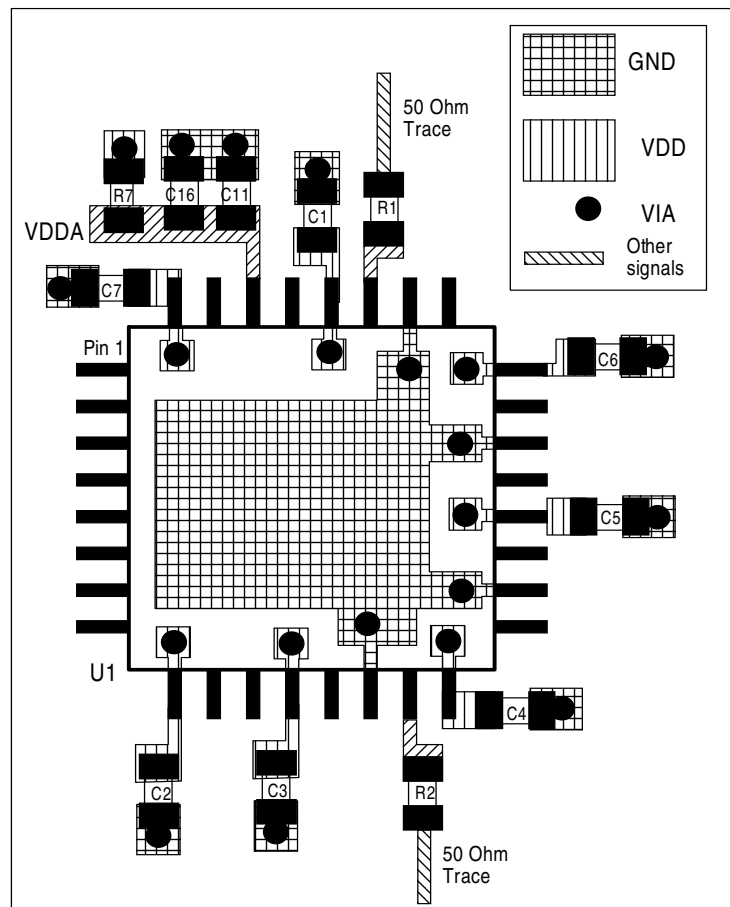 50 Ohm
Trace
GND
VDD
VIA
Other
signals
R7
C16
C11
C1
R1
VDDA
C7
Pin 1
C6
C5
U1
C4
C2
C3
R2
50 Ohm
Trace